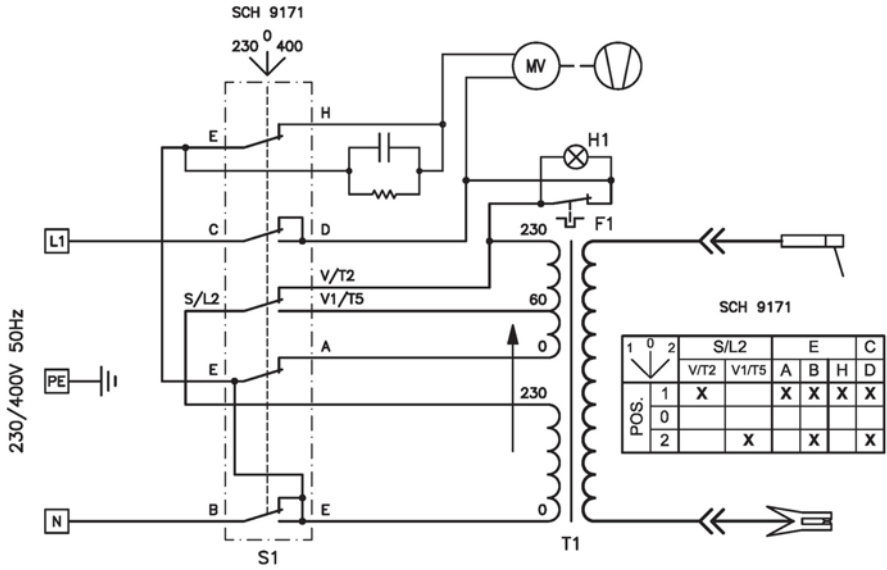 SCH 9171
0
230 400
MV
H
E
H1
F1
L1
C
D
230
V/T2
S/L2
V1/T5
60
SCH 9171
230/400V 50Hz
A
0
PE
E
230
1 0 2 S/L2 E C
V/T2 V1/T5 A B H D
POS. 1 X X X X X
0
2 X X X
N
B
E
0
S1
T1